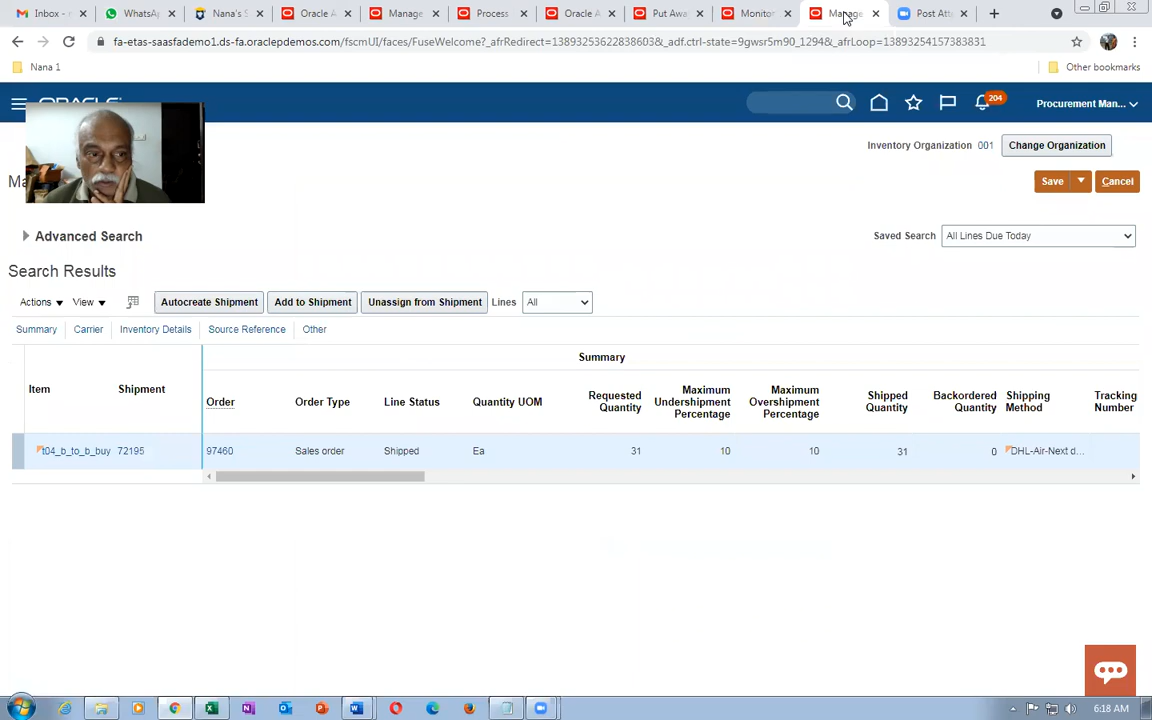 Inbox -
WhatsA
Nana's S
Oracle A
Manage
Process
Oracle A
Put Awa
Monitor
Manage
Post Att
fa-etas-saasfademo1.ds-fa.oraclepdemos.com/fscmUI/faces/FuseWelcome?_afrRedirect=13893253622838603&_adf.ctrl-state=9gwsr5m90_1294&_afrLoop=13893254157383831
Nana 1
Other bookmarks
ORACLE
204
Procurement Man...
Inventory Organization 001
Change Organization
Ma
Save
Cancel
Advanced Search
Saved Search
All Lines Due Today
Search Results
Actions
View
Autocreate Shipment
Add to Shipment
Unassign from Shipment
Lines
All
Summary
Carrier
Inventory Details
Source Reference
Other
Summary
Item
Shipment
Order
Order Type
Line Status
Quantity UOM
Requested Quantity
Maximum Undershipment Percentage
Maximum Overshipment Percentage
Shipped Quantity
Backordered Quantity
Shipping Method
Tracking Number
t04_b_to_b_buy 72195 97460 Sales order Shipped Ea 31 10 10 31 0 DHL-Air-Next d...
6:18 AM